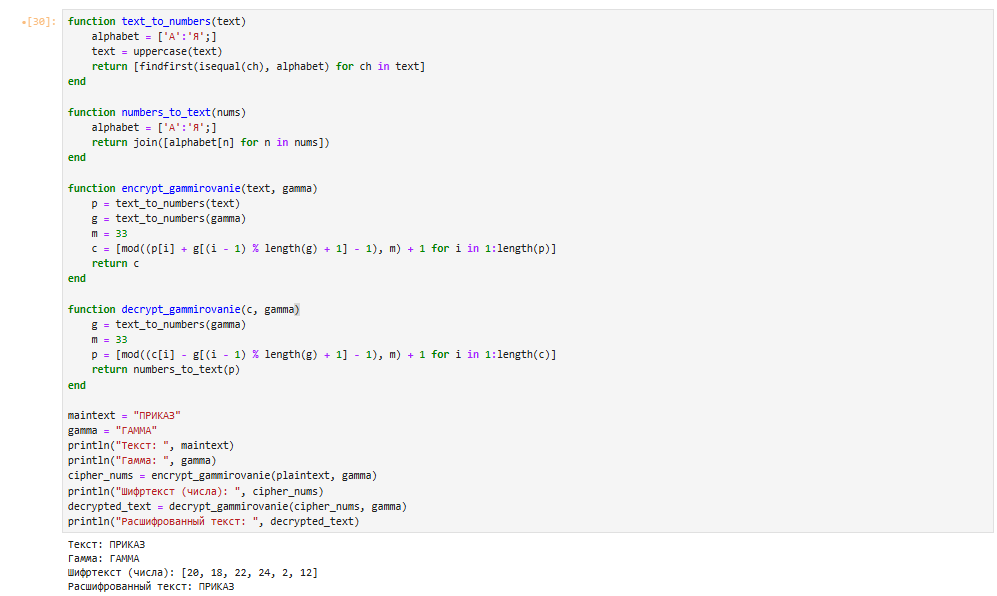 •[30]:
function text_to_numbers(text)
    alphabet = ['А':'Я';]
    text = uppercase(text)
    return [findfirst(isequal(ch), alphabet) for ch in text]
end
function numbers_to_text(nums)
    alphabet = ['А':'Я';]
    return join([alphabet[n] for n in nums])
end
function encrypt_gammirovanie(text, gamma)
    p = text_to_numbers(text)
    g = text_to_numbers(gamma)
    m = 33
    c = [mod((p[i] + g[(i - 1) % length(g) + 1] - 1), m) + 1 for i in 1:length(p)]
    return c
end
function decrypt_gammirovanie(c, gamma)
    g = text_to_numbers(gamma)
    m = 33
    p = [mod((c[i] - g[(i - 1) % length(g) + 1] - 1), m) + 1 for i in 1:length(c)]
    return numbers_to_text(p)
end
maintext = "ПРИКАЗ"
gamma = "ГАММА"
println("Текст: ", maintext)
println("Гамма: ", gamma)
cipher_nums = encrypt_gammirovanie(plaintext, gamma)
println("Шифртекст (числа): ", cipher_nums)
decrypted_text = decrypt_gammirovanie(cipher_nums, gamma)
println("Расшифрованный текст: ", decrypted_text)
Текст: ПРИКАЗ
Гамма: ГАММА
Шифртекст (числа): [20, 18, 22, 24, 2, 12]
Расшифрованный текст: ПРИКАЗ